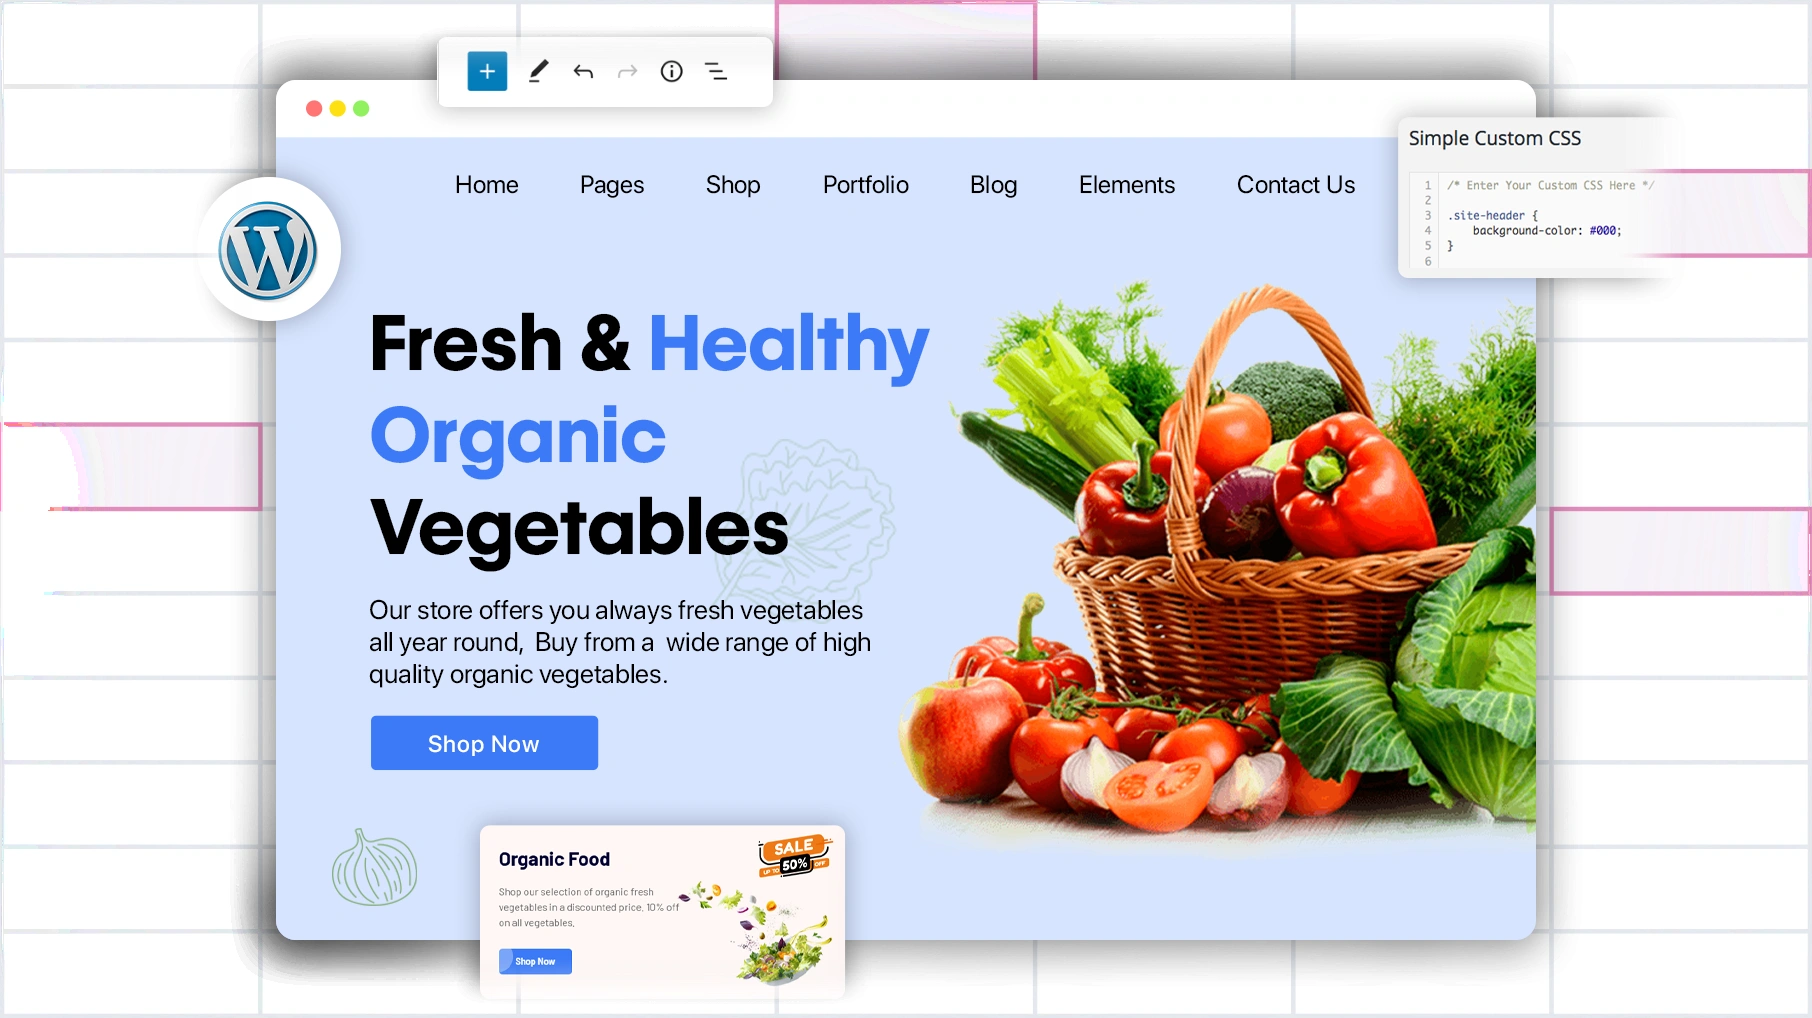 Simple Custom CSS
1 /* Enter Your Custom CSS Here */
2
3 .site-header {
4 background-color: #000;
5 }
6
Home Pages Shop Portfolio Blog Elements Contact Us
Fresh & Healthy
Organic
Vegetables
Our store offers you always fresh vegetables
all year round, Buy from a wide range of high
quality organic vegetables.
Shop Now
Organic Food
Shop our selection of organic fresh
vegetables in a discounted price, 10% off
on all vegetables.
Shop Now
SALE
UP TO 50% OFF